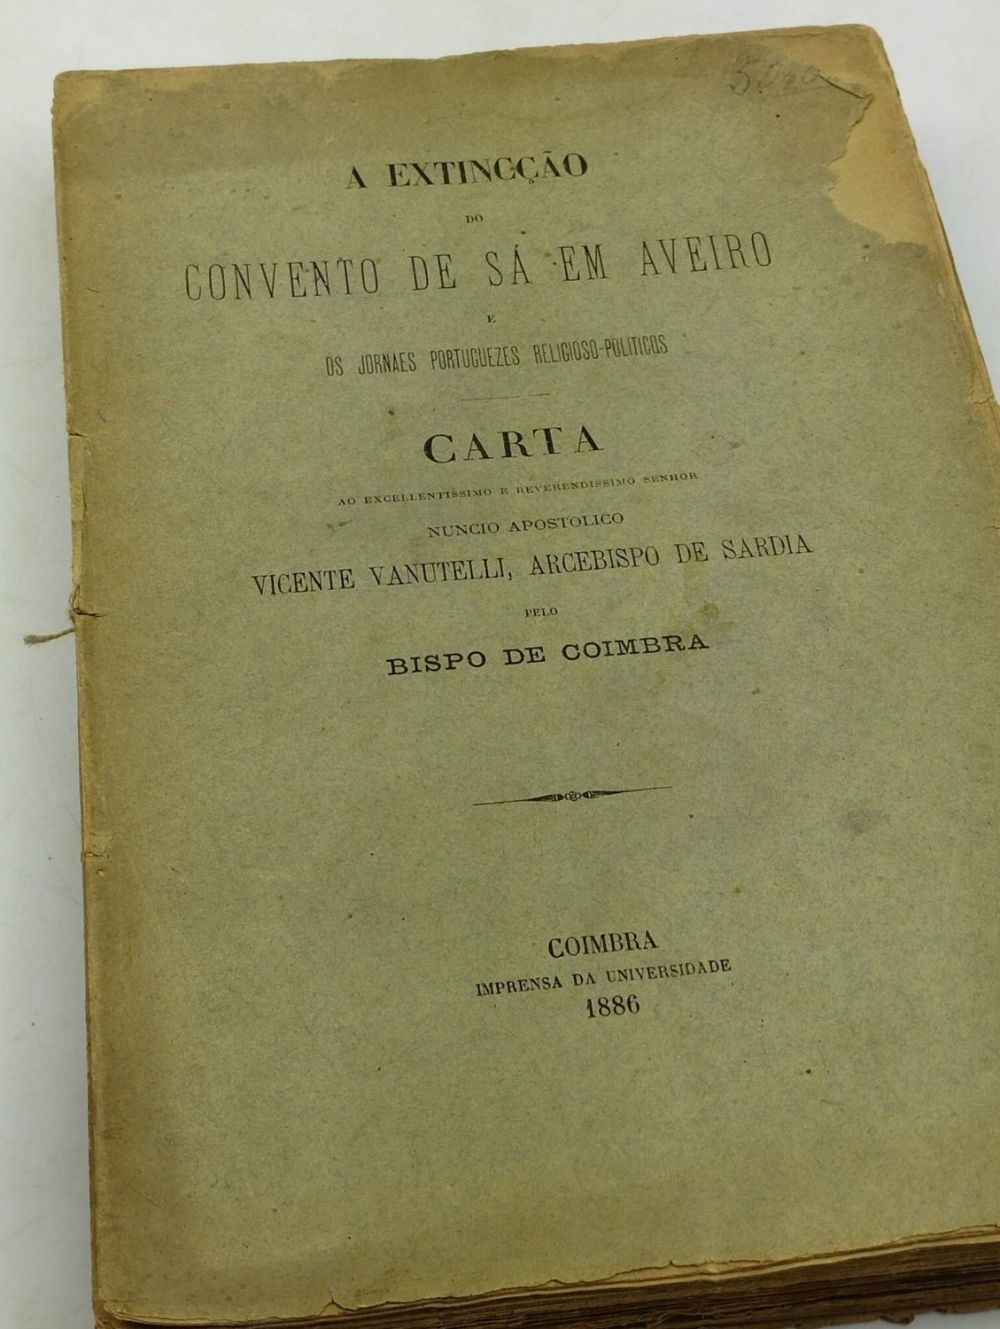 A EXTINCÇÃO
DO
CONVENTO DE SÁ EM AVEIRO
E
OS JORNAES PORTUGUEZES RELIGIOSO-POLITICOS
CARTA
AO EXCELLENTISSIMO E REVERENDISSIMO SENHOR
NUNCIO APOSTOLICO
VICENTE VANUTELLI, ARCEBISPO DE SARDIA
PELO
BISPO DE COIMBRA
COIMBRA
IMPRENSA DA UNIVERSIDADE
1886